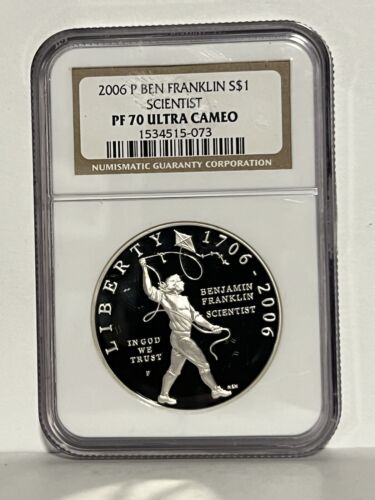 2006 P BEN FRANKLIN S$1
SCIENTIST
PF 70 ULTRA CAMEO
1534515-073
NUMISMATIC GUARANTY CORPORATION
LIBERTY 1706-2006
BENJAMIN
FRANKLIN
SCIENTIST
IN GOD
WE
TRUST
P